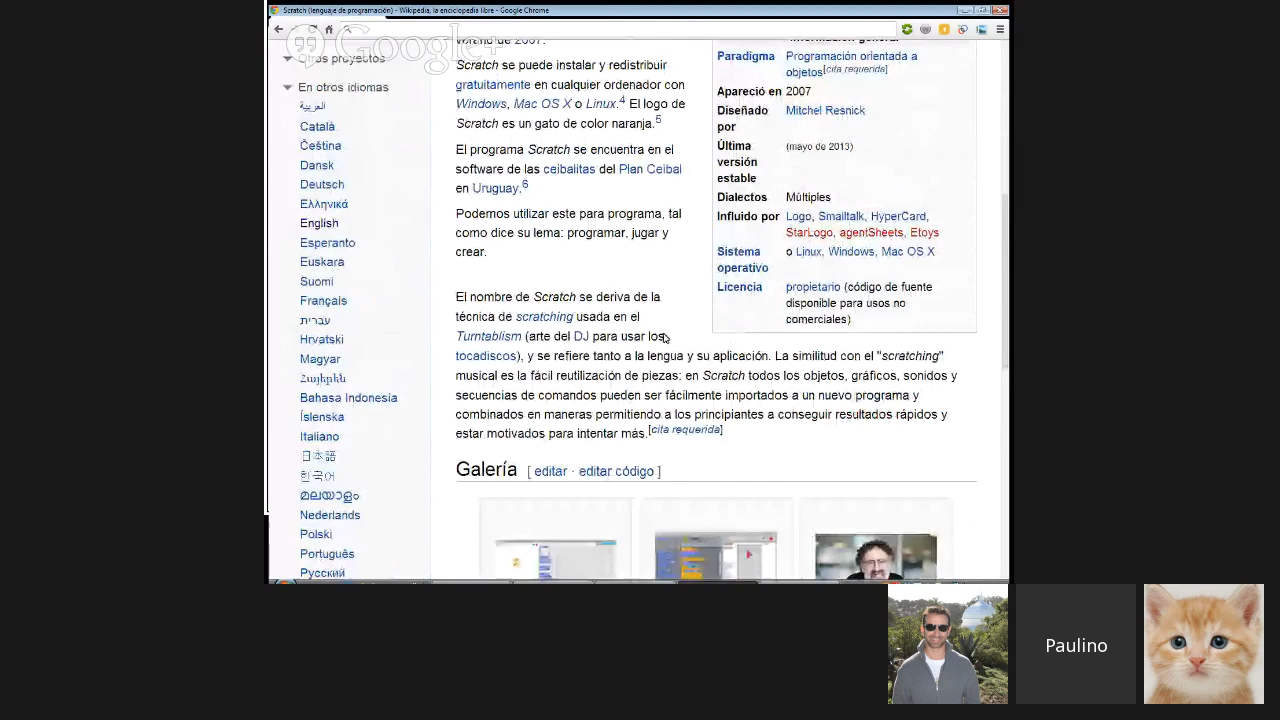 Scratch (lenguaje de programación) - Wikipedia, la enciclopedia libre - Google Chrome
Google+
Otros proyectos
En otros idiomas
العربية
Català
Čeština
Dansk
Deutsch
Ελληνικά
English
Esperanto
Euskara
Suomi
Français
עברית
Hrvatski
Magyar
Հայերեն
Bahasa Indonesia
Íslenska
Italiano
日本語
한국어
മലയാളം
Nederlands
Polski
Português
Русский
de 2007.
Scratch se puede instalar y redistribuir
gratuitamente en cualquier ordenador con
Windows, Mac OS X o Linux.4 El logo de
Scratch es un gato de color naranja.5
El programa Scratch se encuentra en el
software de las ceibalitas del Plan Ceibal
en Uruguay.6
Podemos utilizar este para programa, tal
como dice su lema: programar, jugar y
crear.
El nombre de Scratch se deriva de la
técnica de scratching usada en el
Turntablism (arte del DJ para usar los
tocadiscos), y se refiere tanto a la lengua y su aplicación. La similitud con el "scratching"
musical es la fácil reutilización de piezas: en Scratch todos los objetos, gráficos, sonidos y
secuencias de comandos pueden ser fácilmente importados a un nuevo programa y
combinados en maneras permitiendo a los principiantes a conseguir resultados rápidos y
estar motivados para intentar más.[cita requerida]
Galería [ editar · editar código ]
Información general
Paradigma Programación orientada a
objetos[cita requerida]
Apareció en 2007
Diseñado por Mitchel Resnick
Última versión estable (mayo de 2013)
Dialectos Múltiples
Influido por Logo, Smalltalk, HyperCard,
StarLogo, agentSheets, Etoys
Sistema operativo o Linux, Windows, Mac OS X
Licencia propietario (código de fuente
disponible para usos no
comerciales)
Paulino